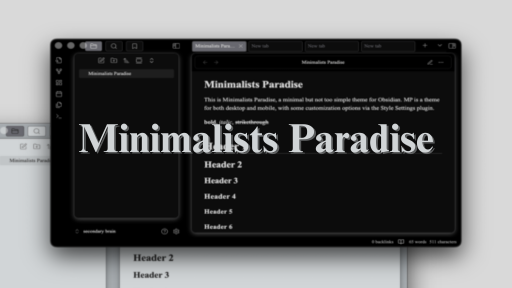 Minimalists Para...
New tab
New tab
New tab
Minimalists Paradise
Minimalists Paradise
Minimalists Paradise
This is Minimalists Paradise, a minimal but not too simple theme for Obsidian. MP is a theme
for both desktop and mobile, with some customization options via the Style Settings plugin.
bold, italic, strikethrough
Minimalists Paradise
Header 2
Header 3
Header 4
Header 5
Header 6
secondary brain
0 backlinks
65 words
511 characters
Minimalists Parad
Header 2
Header 3